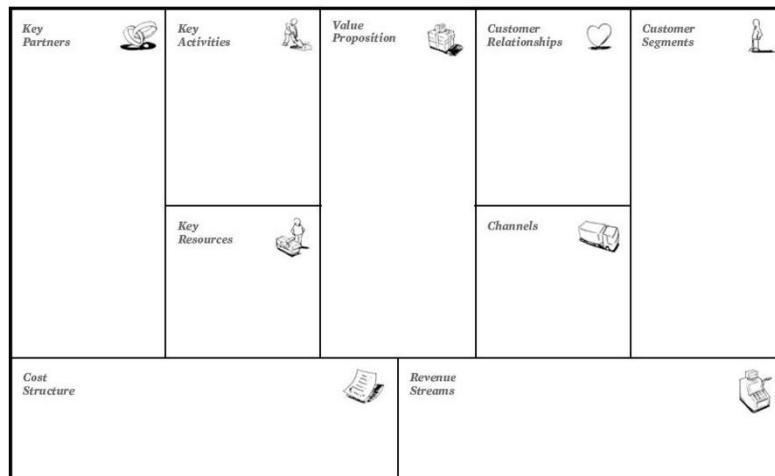 Key
Partners
Key
Activities
Value
Proposition
Customer
Relationships
Customer
Segments
Key
Resources
Channels
Cost
Structure
Revenue
Streams